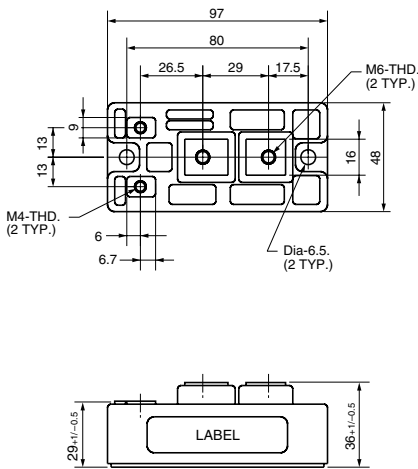 97
80
26.5
29
17.5
M6-THD.
(2 TYP.)
9
13
13
16
48
M4-THD.
(2 TYP.)
6
6.7
Dia-6.5.
(2 TYP.)
29+1/−0.5
LABEL
36+1/−0.5